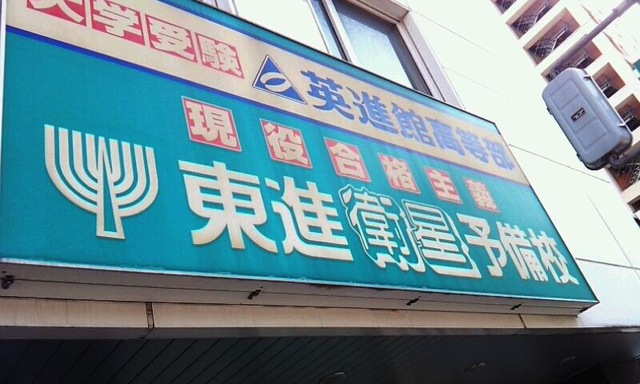 大学受験 英進館高等部
現役合格主義
東進衛星予備校